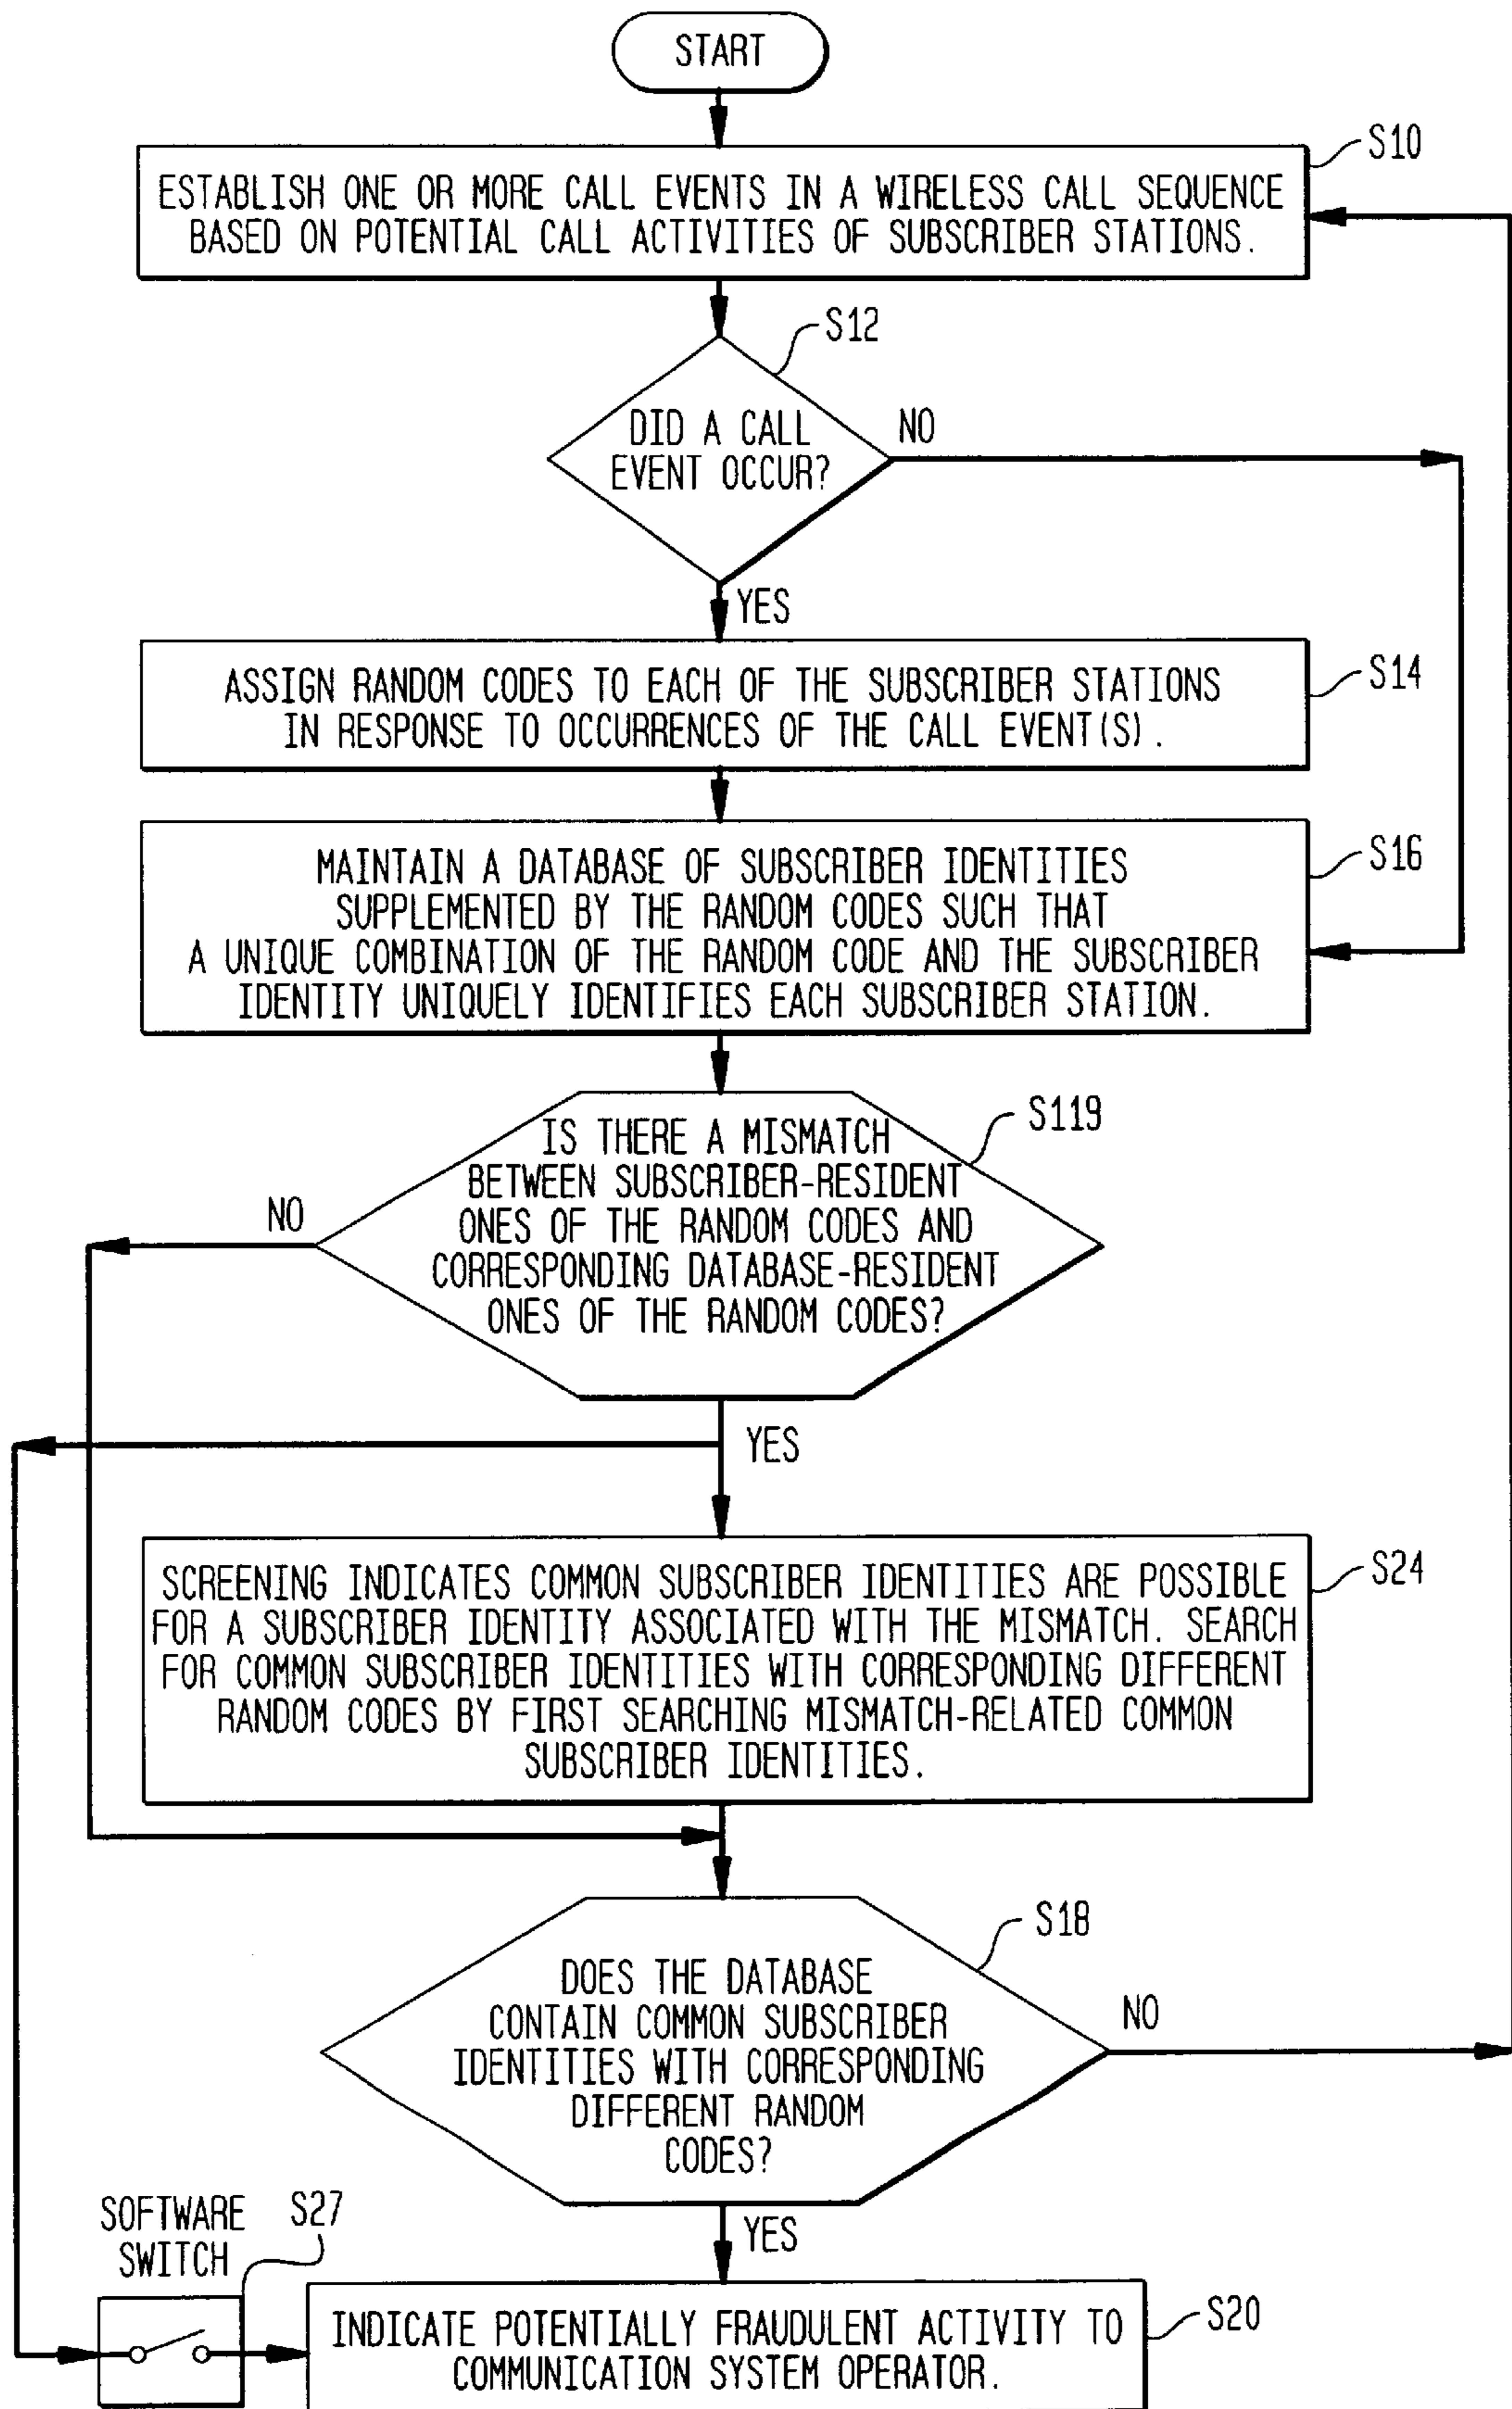 START
S10
ESTABLISH ONE OR MORE CALL EVENTS IN A WIRELESS CALL SEQUENCE
BASED ON POTENTIAL CALL ACTIVITIES OF SUBSCRIBER STATIONS.
S12
DID A CALL
EVENT OCCUR?
NO
YES
ASSIGN RANDOM CODES TO EACH OF THE SUBSCRIBER STATIONS
IN RESPONSE TO OCCURRENCES OF THE CALL EVENT(S).
S14
MAINTAIN A DATABASE OF SUBSCRIBER IDENTITIES
SUPPLEMENTED BY THE RANDOM CODES SUCH THAT
A UNIQUE COMBINATION OF THE RANDOM CODE AND THE SUBSCRIBER
IDENTITY UNIQUELY IDENTIFIES EACH SUBSCRIBER STATION.
S16
S119
IS THERE A MISMATCH
BETWEEN SUBSCRIBER-RESIDENT
ONES OF THE RANDOM CODES AND
CORRESPONDING DATABASE-RESIDENT
ONES OF THE RANDOM CODES?
NO
YES
SCREENING INDICATES COMMON SUBSCRIBER IDENTITIES ARE POSSIBLE
FOR A SUBSCRIBER IDENTITY ASSOCIATED WITH THE MISMATCH. SEARCH
FOR COMMON SUBSCRIBER IDENTITIES WITH CORRESPONDING DIFFERENT
RANDOM CODES BY FIRST SEARCHING MISMATCH-RELATED COMMON
SUBSCRIBER IDENTITIES.
S24
S18
DOES THE DATABASE
CONTAIN COMMON SUBSCRIBER
IDENTITIES WITH CORRESPONDING
DIFFERENT RANDOM
CODES?
NO
YES
SOFTWARE
SWITCH
S27
INDICATE POTENTIALLY FRAUDULENT ACTIVITY TO
COMMUNICATION SYSTEM OPERATOR.
S20